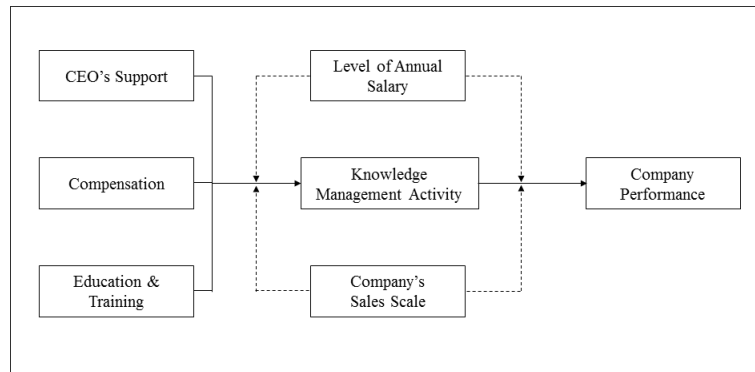 CEO's Support
Level of Annual
Salary
Compensation
Knowledge
Management Activity
Company
Performance
Education &
Training
Company's
Sales Scale